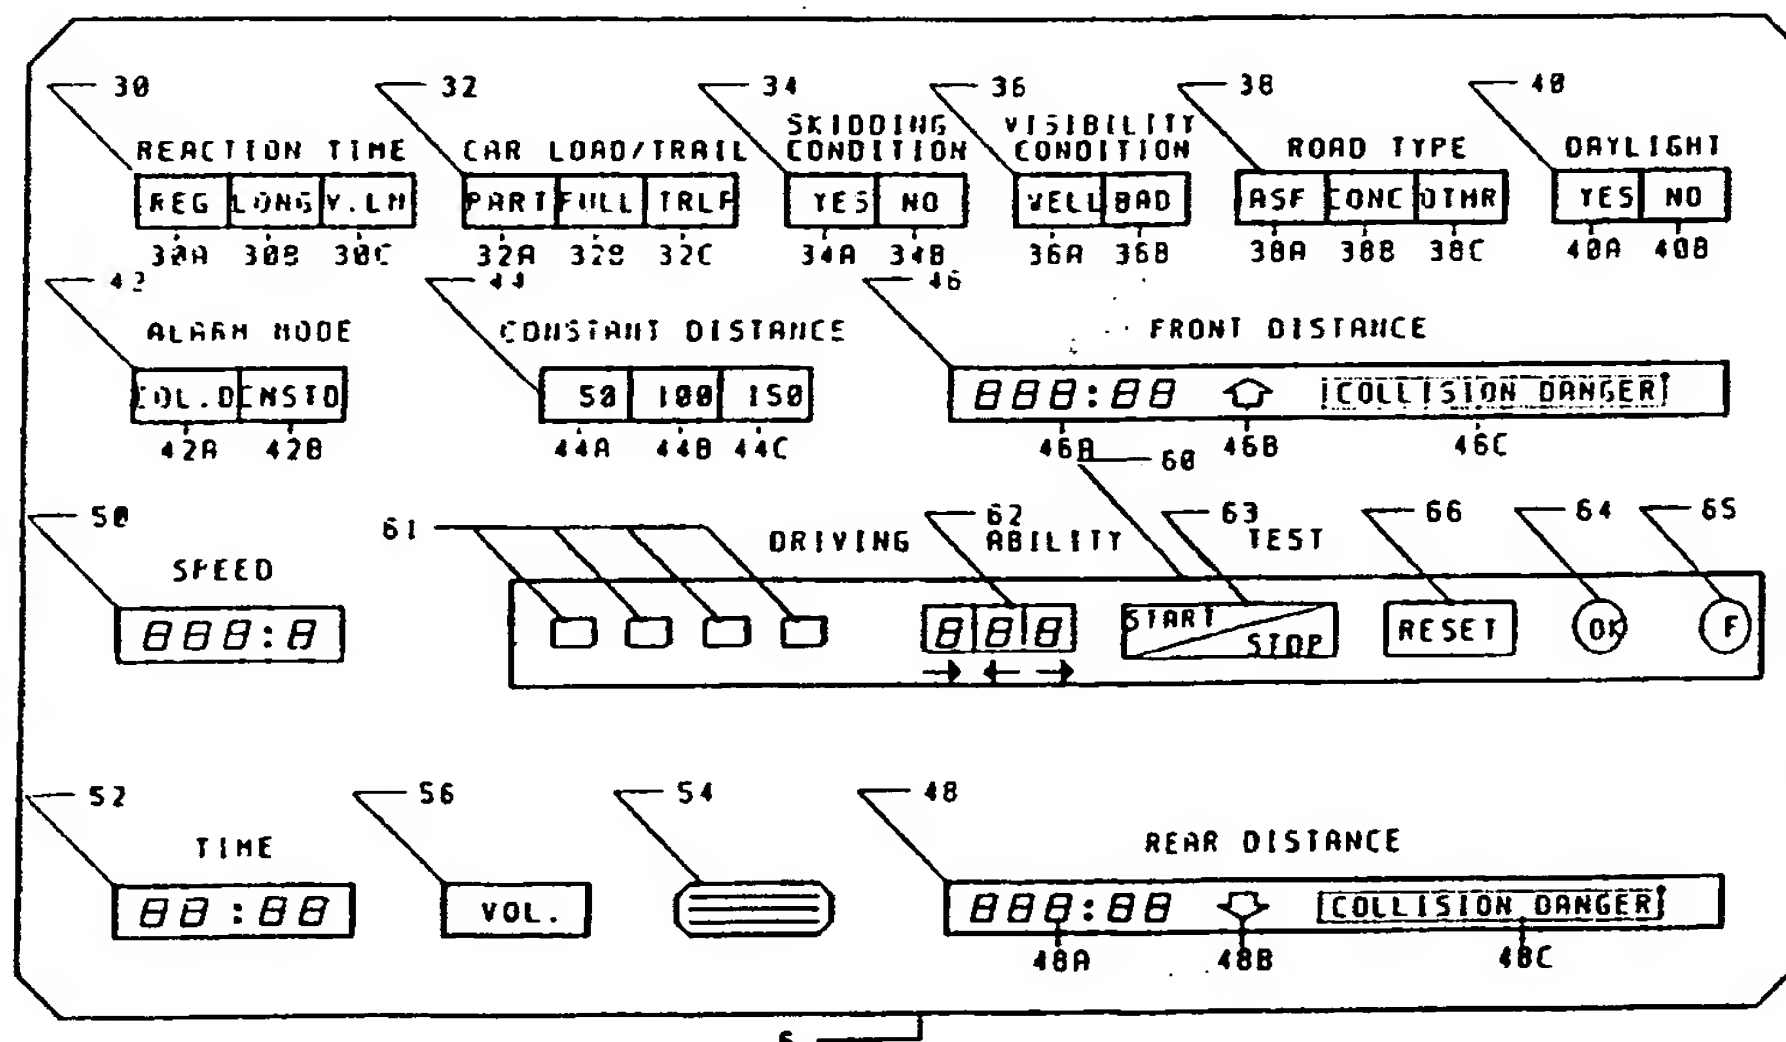 30 32 34 36 38 40
REACTION TIME CAR LOAD/TRAIL SKIDDING CONDITION VISIBILITY CONDITION ROAD TYPE DAYLIGHT
REG LONG V.LN PART FULL TRLR YES NO WELL BAD ASF CONC OTHR YES NO
30A 30B 30C 32A 32B 32C 34A 34B 36A 36B 38A 38B 38C 40A 40B
42 44 46
ALARM MODE CONSTANT DISTANCE FRONT DISTANCE
COL.D CNSTD 50 100 150 888:88 COLLISION DANGER
42A 42B 44A 44B 44C 46A 46B 46C
60
50 61 62 63 66 64 65
DRIVING ABILITY TEST
SPEED
888:8 8 8 8 START STOP RESET OK F
52 56 54 48
TIME REAR DISTANCE
88:88 VOL. 888:88 COLLISION DANGER
48A 48B 48C
6